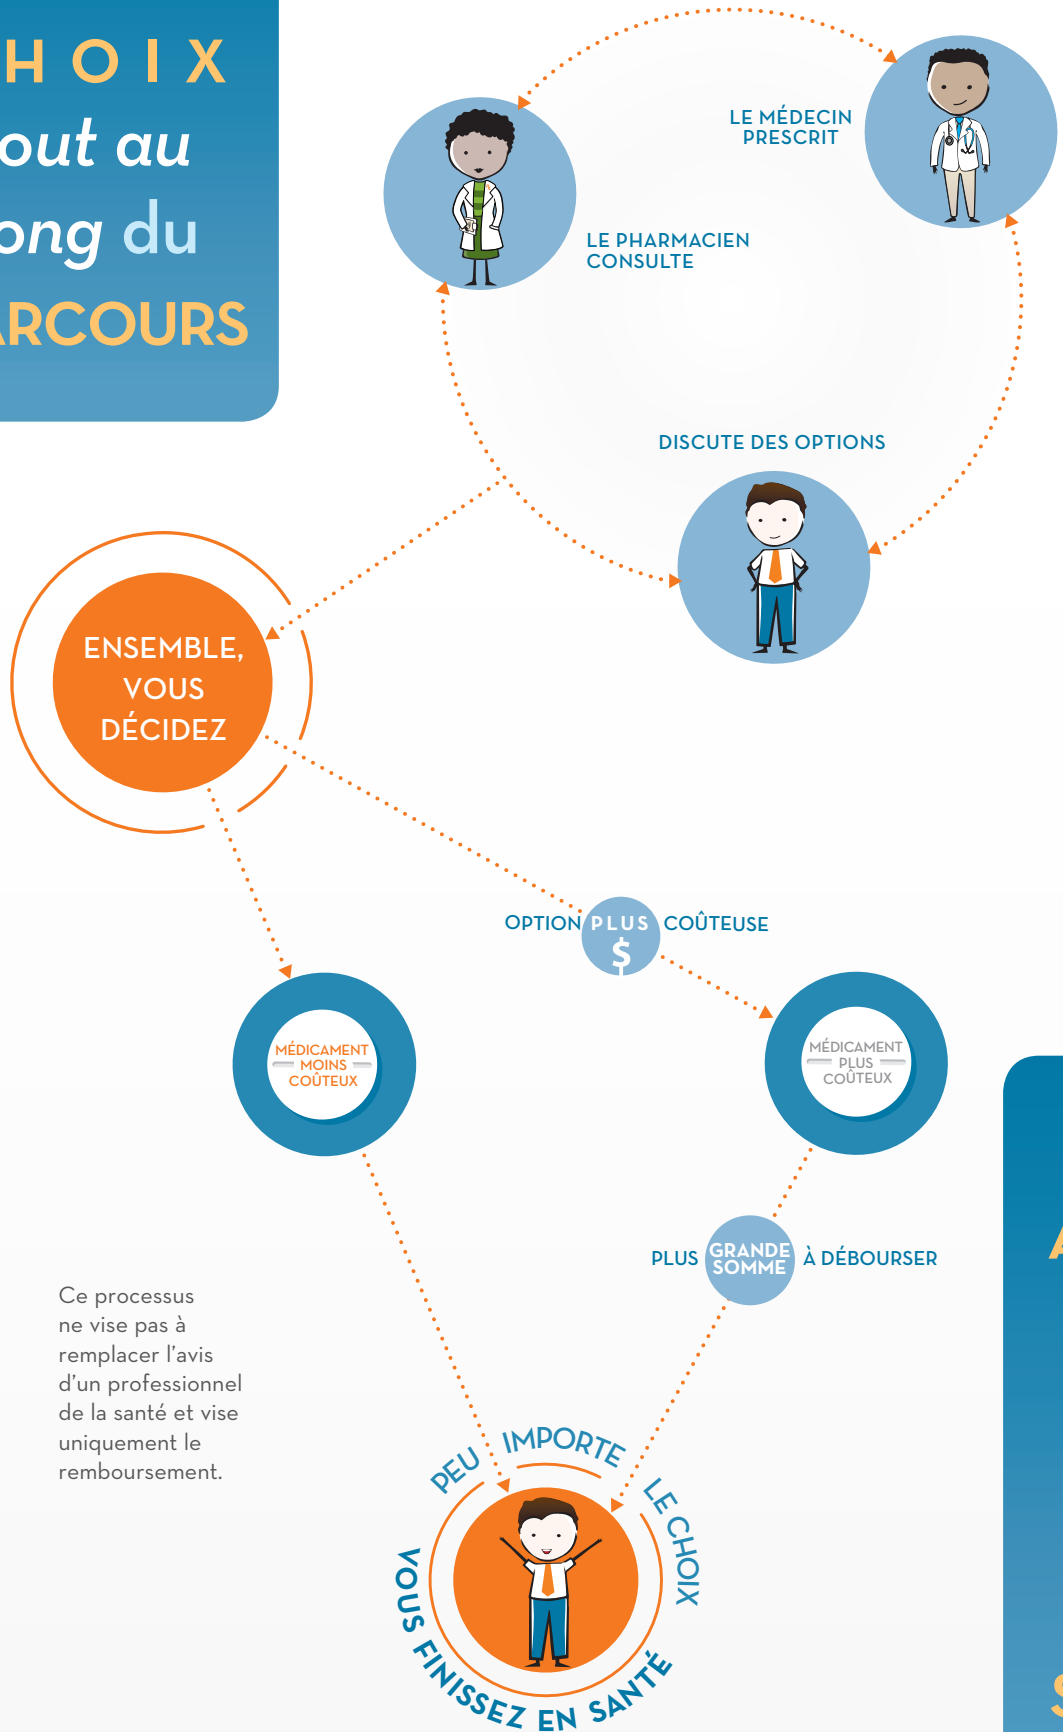 HOIX
out au
ong du
ARCOURS
LE MÉDECIN
PRESCRIT
LE PHARMACIEN
CONSULTE
DISCUTE DES OPTIONS
ENSEMBLE,
VOUS
DÉCIDEZ
OPTION PLUS $ COÛTEUSE
MÉDICAMENT
MOINS
COÛTEUX
MÉDICAMENT
PLUS
COÛTEUX
PLUS GRANDE SOMME À DÉBOURSER
Ce processus
ne vise pas à
remplacer l’avis
d’un professionnel
de la santé et vise
uniquement le
remboursement.
PEU IMPORTE LE CHOIX
VOUS FINISSEZ EN SANTÉ